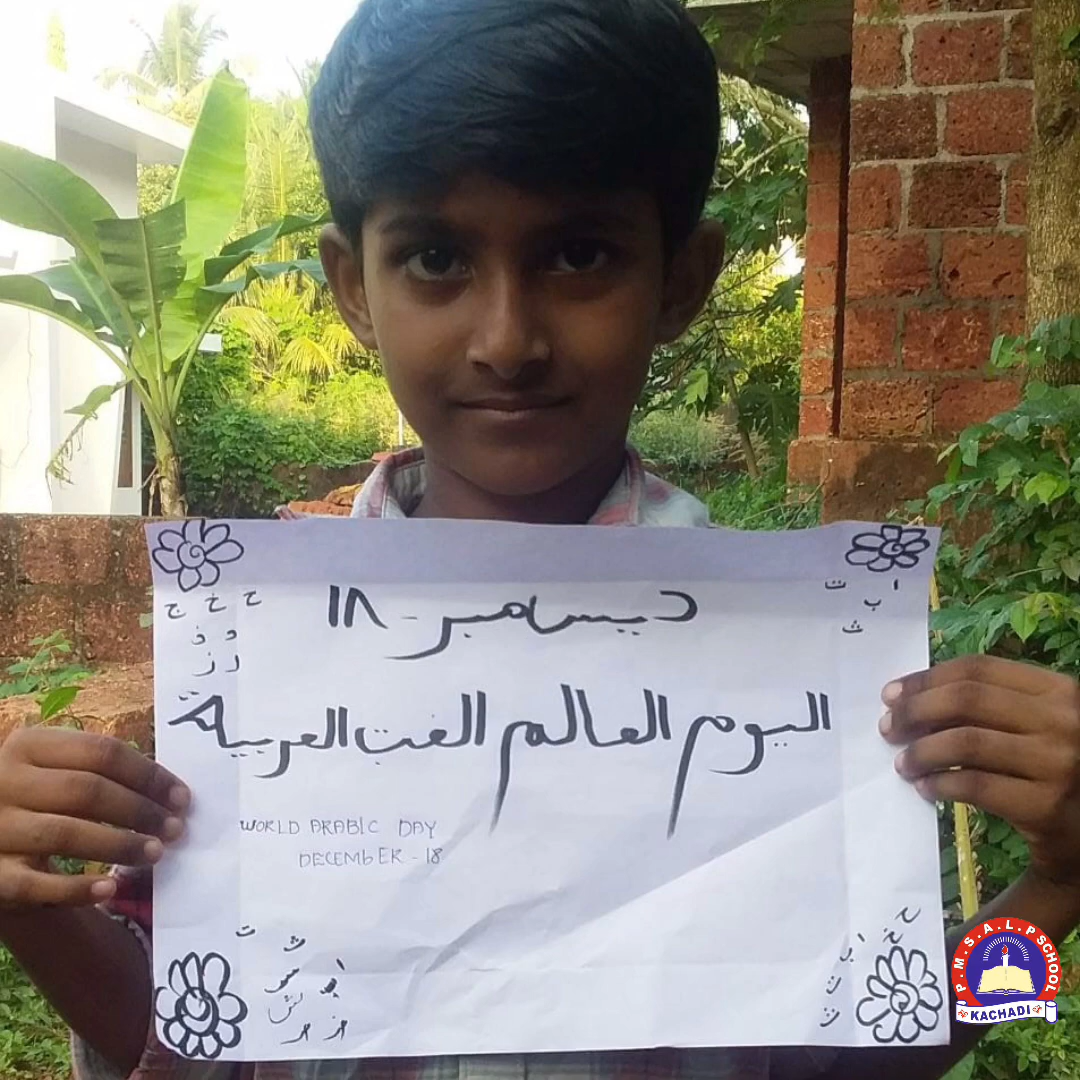 ديسمبر - ١٨
اليوم العالم الغت العربية
WORLD ARABIC DAY
DECEMBER - 18
ا ب ت ث
ج خ ح
د ذ
ر ز
P.M.S.A.L.P SCHOOL
KACHADI